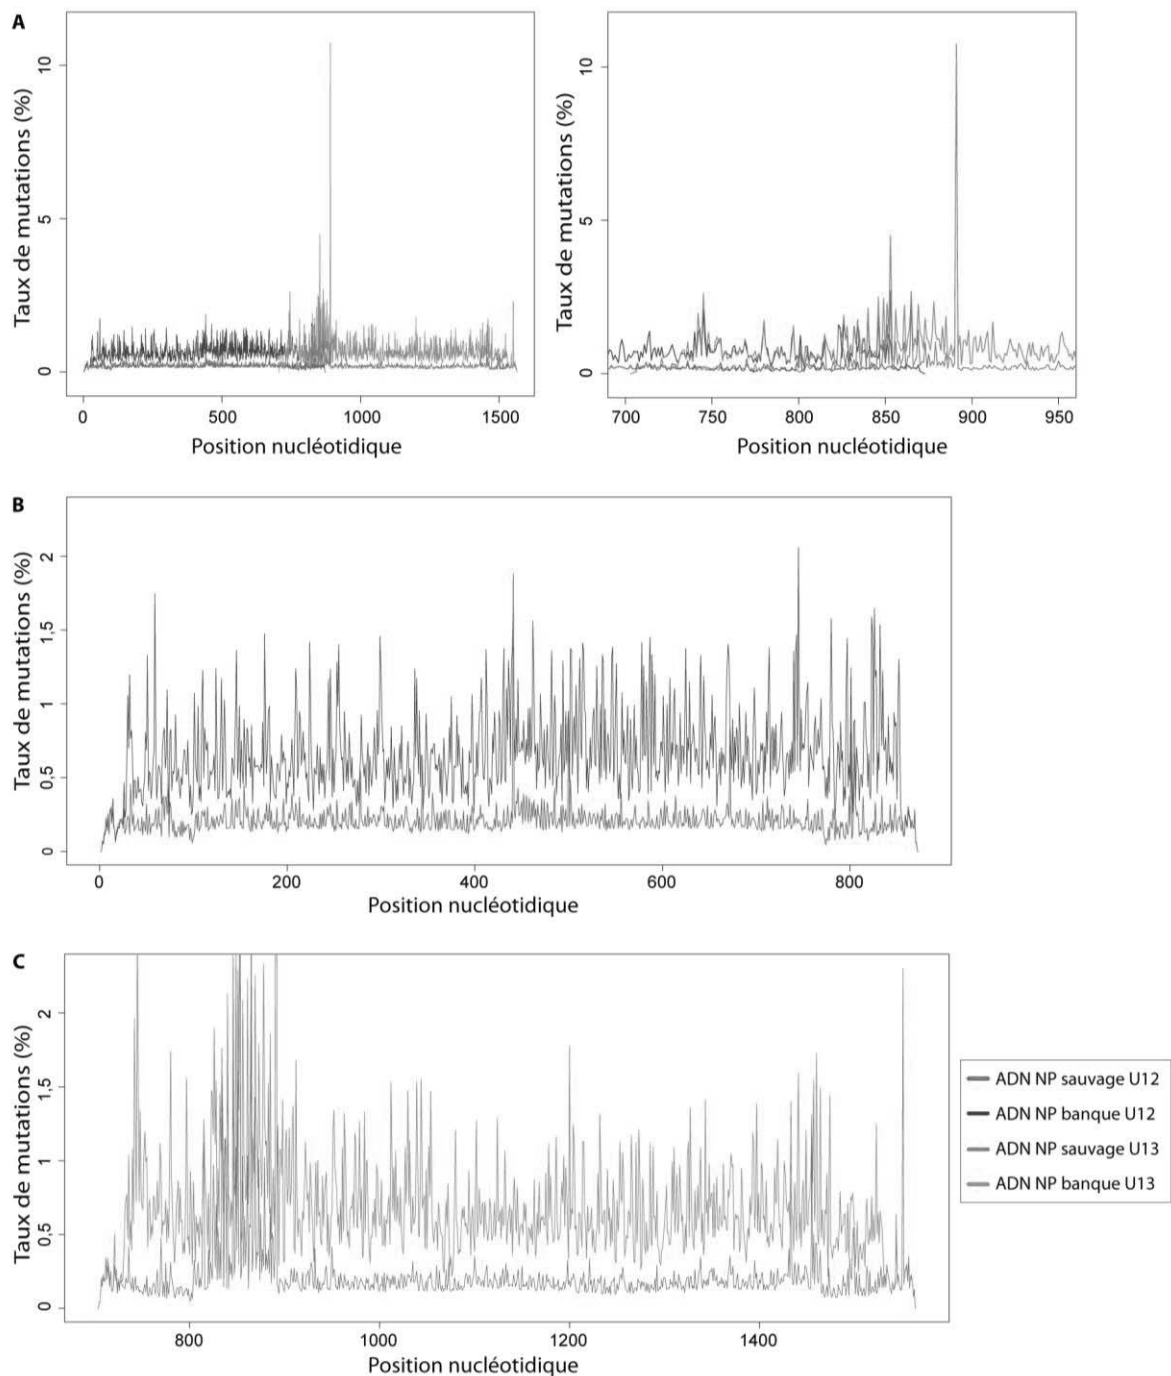 A
Taux de mutations (%)
10
5
0
0
500
1000
1500
Position nucléotidique
Taux de mutations (%)
10
5
0
700
750
800
850
900
950
Position nucléotidique
B
Taux de mutations (%)
2
1,5
1
0.5
0
0
200
400
600
800
Position nucléotidique
C
Taux de mutations (%)
2
1,5
1
0,5
0
800
1000
1200
1400
Position nucléotidique
ADN NP sauvage U12
ADN NP banque U12
ADN NP sauvage U13
ADN NP banque U13